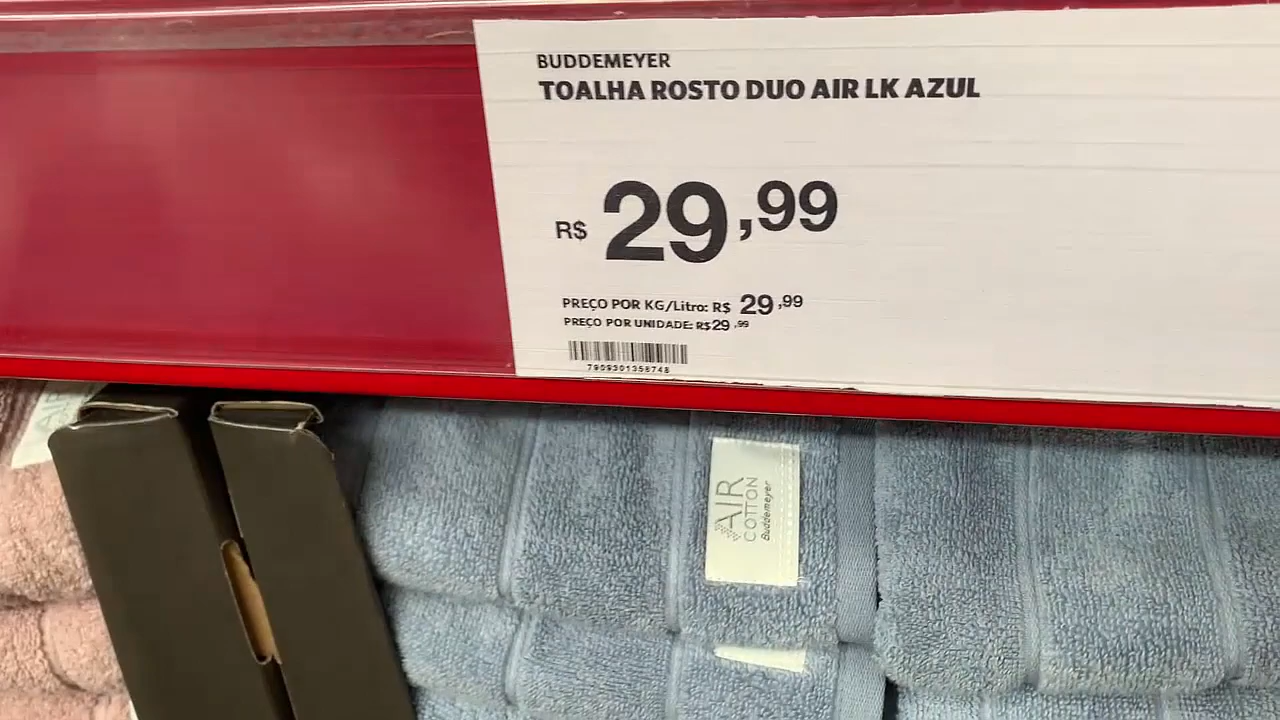 BUDDEMEYER
TOALHA ROSTO DUO AIR LK AZUL
R$ 29,99
PREÇO POR KG/Litro: R$ 29,99
PREÇO POR UNIDADE: R$29,99
7909301358748
AIR
COTTON
Buddemeyer